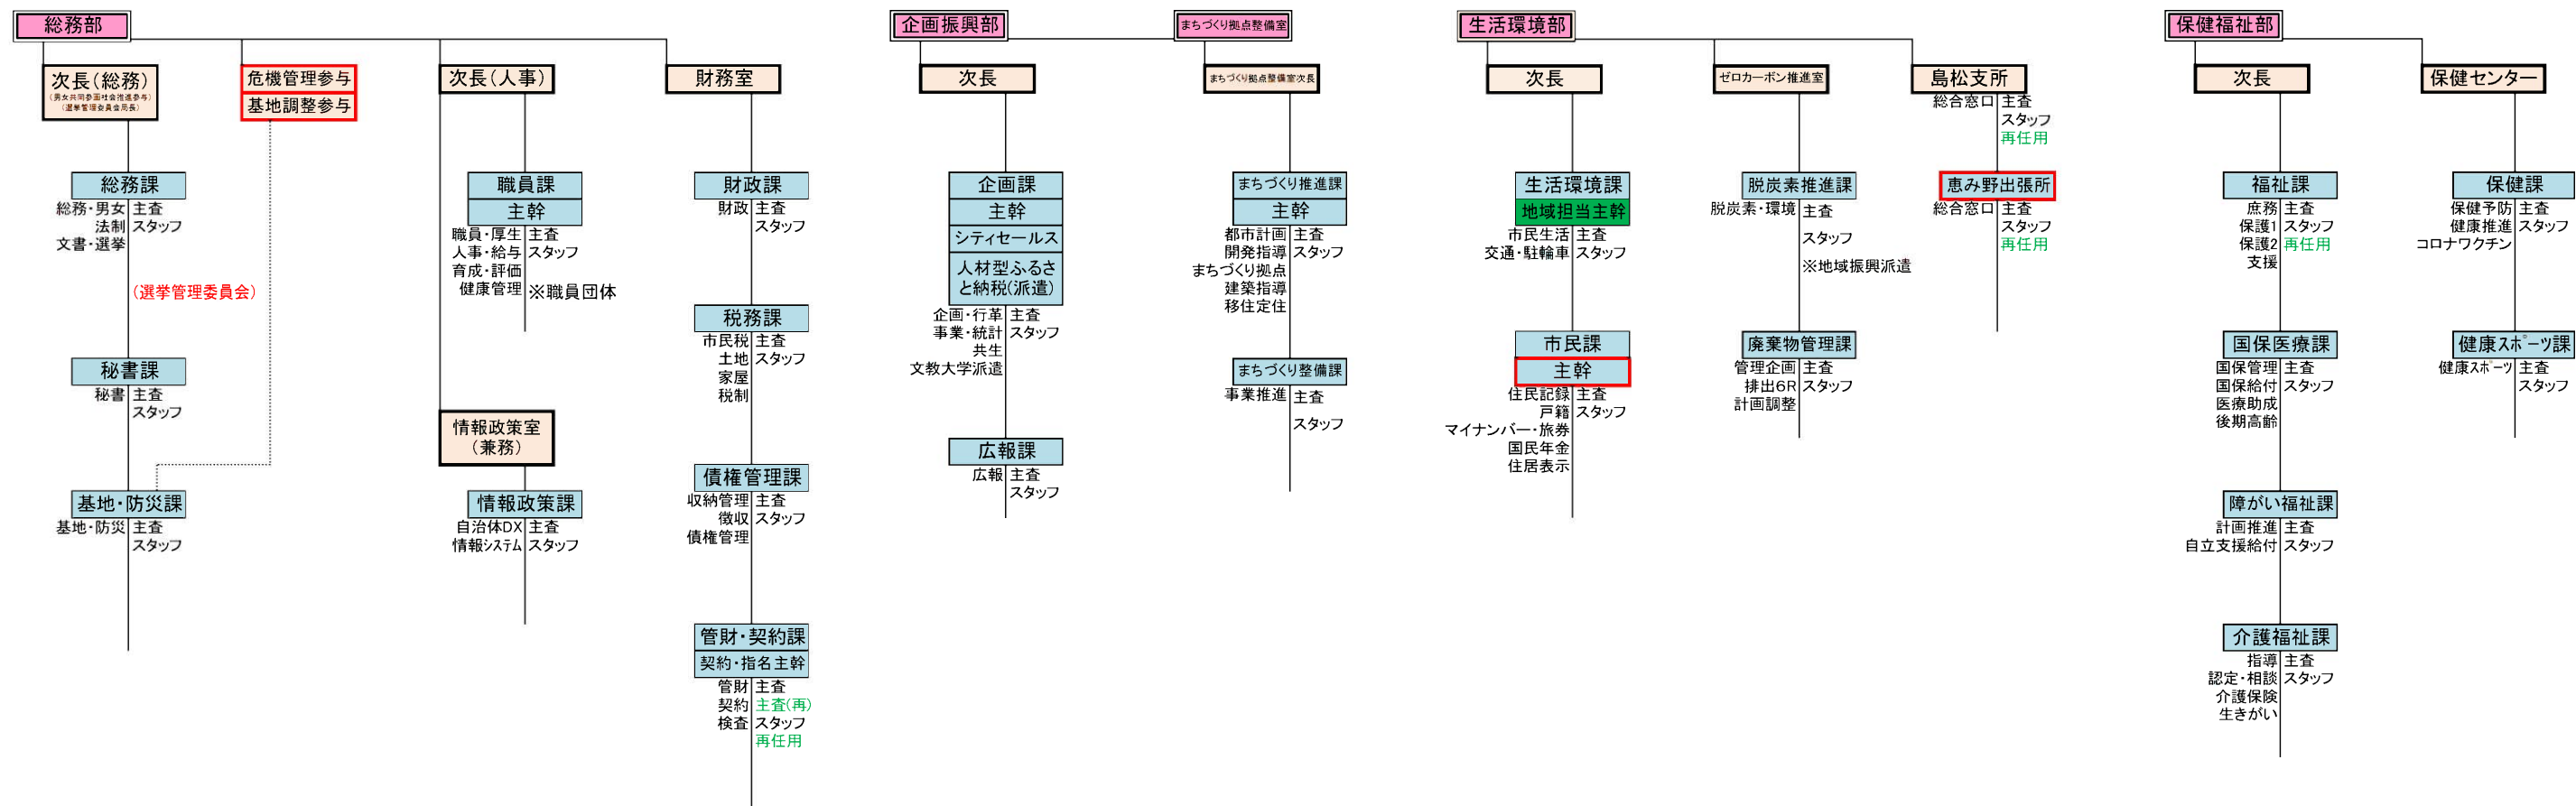 総務部
次長(総務)
(男女共同参画社会推進参与)
(選挙管理委員会局長)
危機管理参与
基地調整参与
次長(人事)
財務室
総務課
総務・男女 主査
法制 スタッフ
文書・選挙
(選挙管理委員会)
秘書課
秘書 主査
スタッフ
基地・防災課
基地・防災 主査
スタッフ
職員課
主幹
職員・厚生 主査
人事・給与 スタッフ
育成・評価
健康管理 ※職員団体
情報政策室
(兼務)
情報政策課
自治体DX 主査
情報システム スタッフ
財政課
財政 主査
スタッフ
税務課
市民税 主査
土地 スタッフ
家屋
税制
債権管理課
収納管理 主査
徴収 スタッフ
債権管理
管財・契約課
契約・指名主幹
管財 主査
契約 主査(再)
検査 スタッフ
再任用
企画振興部
まちづくり拠点整備室
次長
まちづくり拠点整備室次長
企画課
主幹
シティセールス
人材型ふるさ
と納税(派遣)
企画・行革 主査
事業・統計 スタッフ
共生
文教大学派遣
広報課
広報 主査
スタッフ
まちづくり推進課
主幹
都市計画 主査
開発指導 スタッフ
まちづくり拠点
建築指導
移住定住
まちづくり整備課
事業推進 主査
スタッフ
生活環境部
次長
ゼロカーボン推進室
島松支所
総合窓口 主査
スタッフ
再任用
生活環境課
地域担当主幹
市民生活 主査
交通・駐輪車 スタッフ
市民課
主幹
住民記録 主査
戸籍 スタッフ
マイナンバー・旅券
国民年金
住居表示
脱炭素推進課
脱炭素・環境 主査
スタッフ
※地域振興派遣
廃棄物管理課
管理企画 主査
排出6R スタッフ
計画調整
恵み野出張所
総合窓口 主査
スタッフ
再任用
保健福祉部
次長
保健センター
福祉課
庶務 主査
保護1 スタッフ
保護2 再任用
支援
国保医療課
国保管理 主査
国保給付 スタッフ
医療助成
後期高齢
障がい福祉課
計画推進 主査
自立支援給付 スタッフ
介護福祉課
指導 主査
認定・相談 スタッフ
介護保険
生きがい
保健課
保健予防 主査
健康推進 スタッフ
コロナワクチン
健康スポーツ課
健康スポーツ 主査
スタッフ